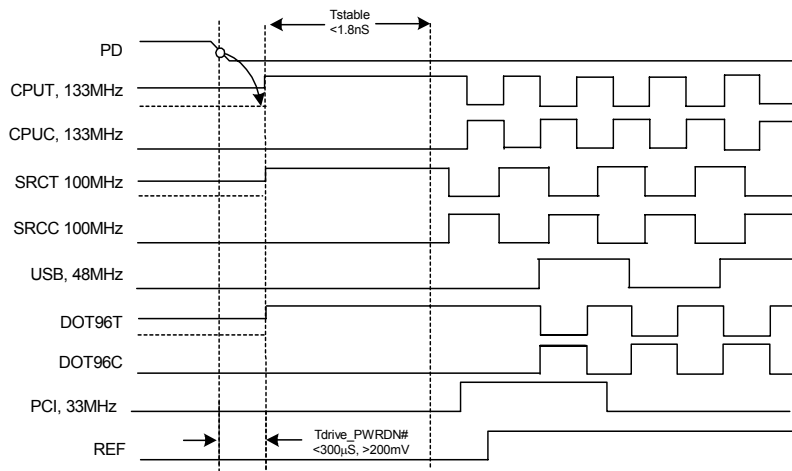 Tstable
<1.8nS
PD
CPUT, 133MHz
CPUC, 133MHz
SRCT 100MHz
SRCC 100MHz
USB, 48MHz
DOT96T
DOT96C
PCI, 33MHz
Tdrive_PWRDN#
<300µS, >200mV
REF